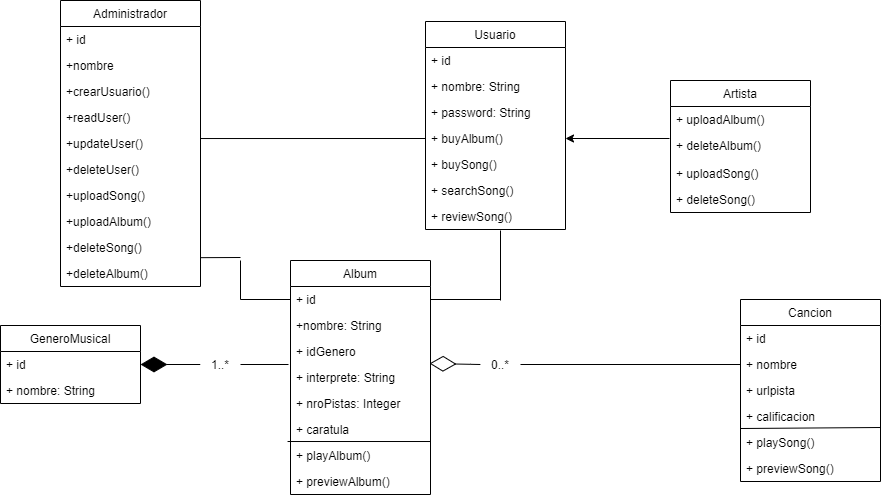 Administrador
+ id
+nombre
+crearUsuario()
+readUser()
+updateUser()
+deleteUser()
+uploadSong()
+uploadAlbum()
+deleteSong()
+deleteAlbum()
Usuario
+ id
+ nombre: String
+ password: String
+ buyAlbum()
+ buySong()
+ searchSong()
+ reviewSong()
Artista
+ uploadAlbum()
+ deleteAlbum()
+ uploadSong()
+ deleteSong()
GeneroMusical
+ id
+ nombre: String
1..*
Album
+ id
+nombre: String
+ idGenero
+ interprete: String
+ nroPistas: Integer
+ caratula
+ playAlbum()
+ previewAlbum()
0..*
Cancion
+ id
+ nombre
+ urlpista
+ calificacion
+ playSong()
+ previewSong()